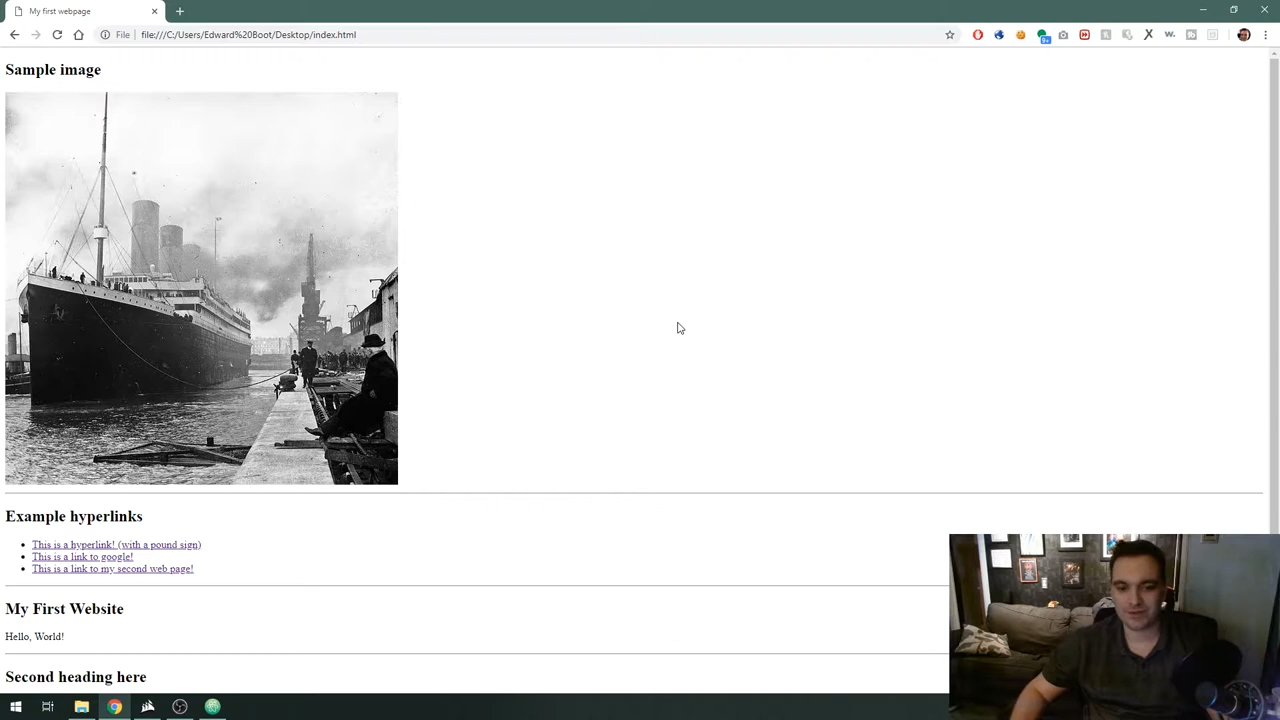 My first webpage
File
file:///C:/Users/Edward%20Boot/Desktop/index.html
Sample image
Example hyperlinks
This is a hyperlink! (with a pound sign)
This is a link to google!
This is a link to my second web page!
My First Website
Hello, World!
Second heading here